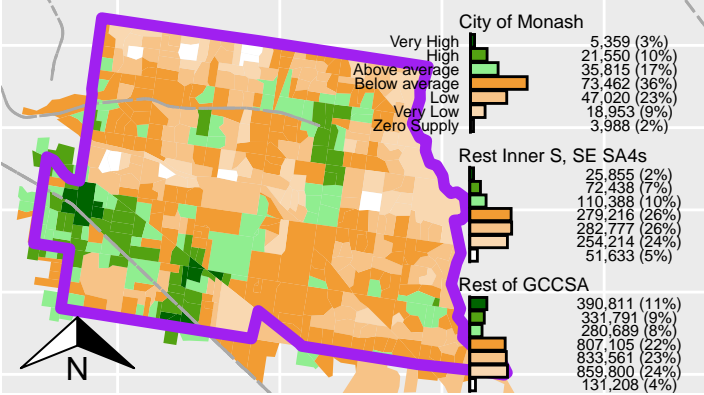 City of Monash
Very High 5,359 (3%)
High 21,550 (10%)
Above average 35,815 (17%)
Below average 73,462 (36%)
Low 47,020 (23%)
Very Low 18,953 (9%)
Zero Supply 3,988 (2%)
Rest Inner S, SE SA4s
25,855 (2%)
72,438 (7%)
110,388 (10%)
279,216 (26%)
282,777 (26%)
254,214 (24%)
51,633 (5%)
Rest of GCCSA
390,811 (11%)
331,791 (9%)
280,689 (8%)
807,105 (22%)
833,561 (23%)
859,800 (24%)
131,208 (4%)
N